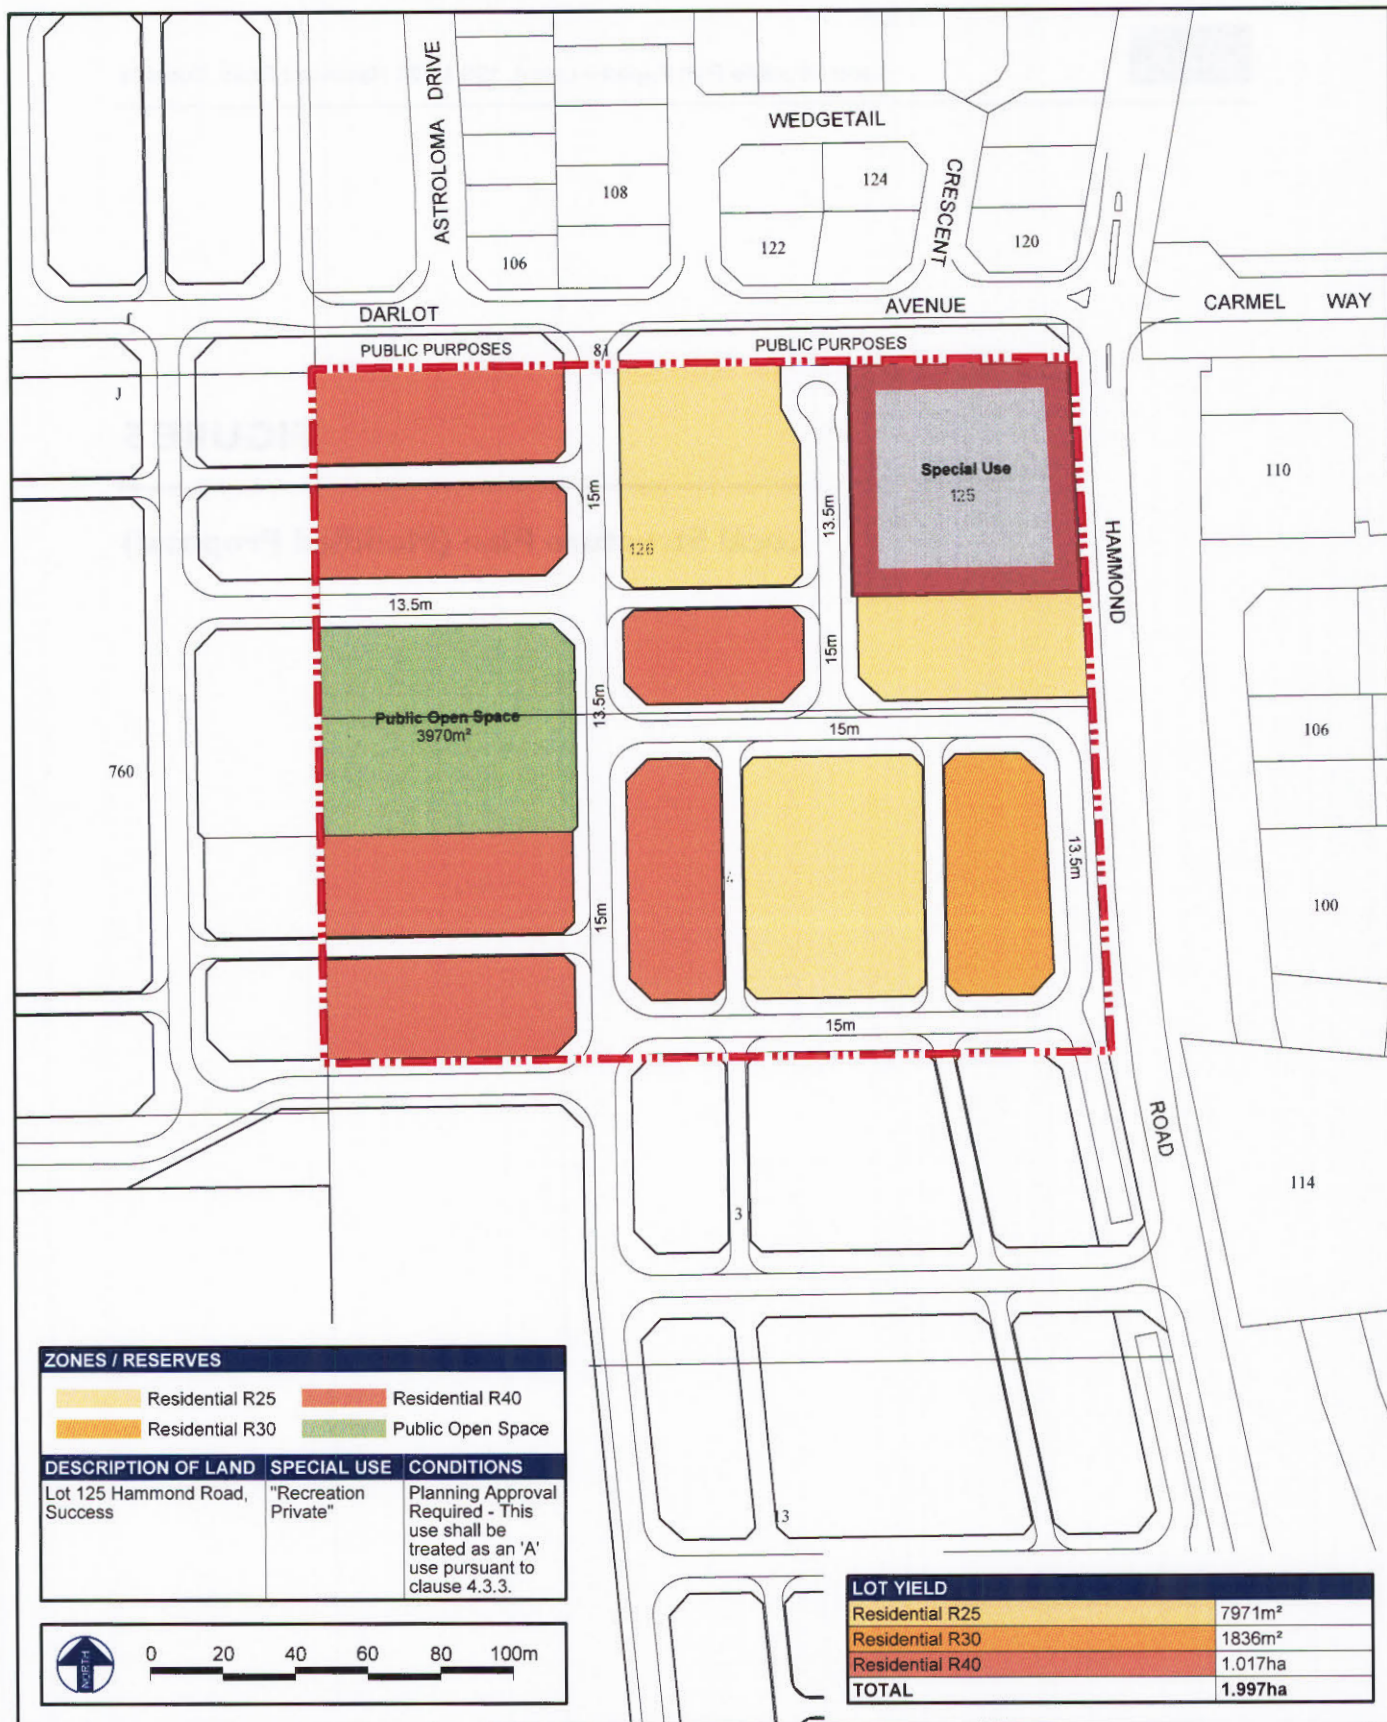 ASTROLOMA DRIVE
WEDGETAIL
CRESCENT
108
124
106
122
120
DARLOT
AVENUE
CARMEL WAY
PUBLIC PURPOSES
81
PUBLIC PURPOSES
J
110
Special Use
125
15m
13.5m
126
HAMMOND
13.5m
15m
13.5m
Public Open Space
3970m²
15m
106
760
13.5m
100
15m
15m
ROAD
114
3
13
ZONES / RESERVES
Residential R25
Residential R40
Residential R30
Public Open Space
DESCRIPTION OF LAND
SPECIAL USE
CONDITIONS
Lot 125 Hammond Road,
Success
"Recreation
Private"
Planning Approval
Required - This
use shall be
treated as an 'A'
use pursuant to
clause 4.3.3.
NORTH
0 20 40 60 80 100m
LOT YIELD
Residential R25 7971m²
Residential R30 1836m²
Residential R40 1.017ha
TOTAL 1.997ha